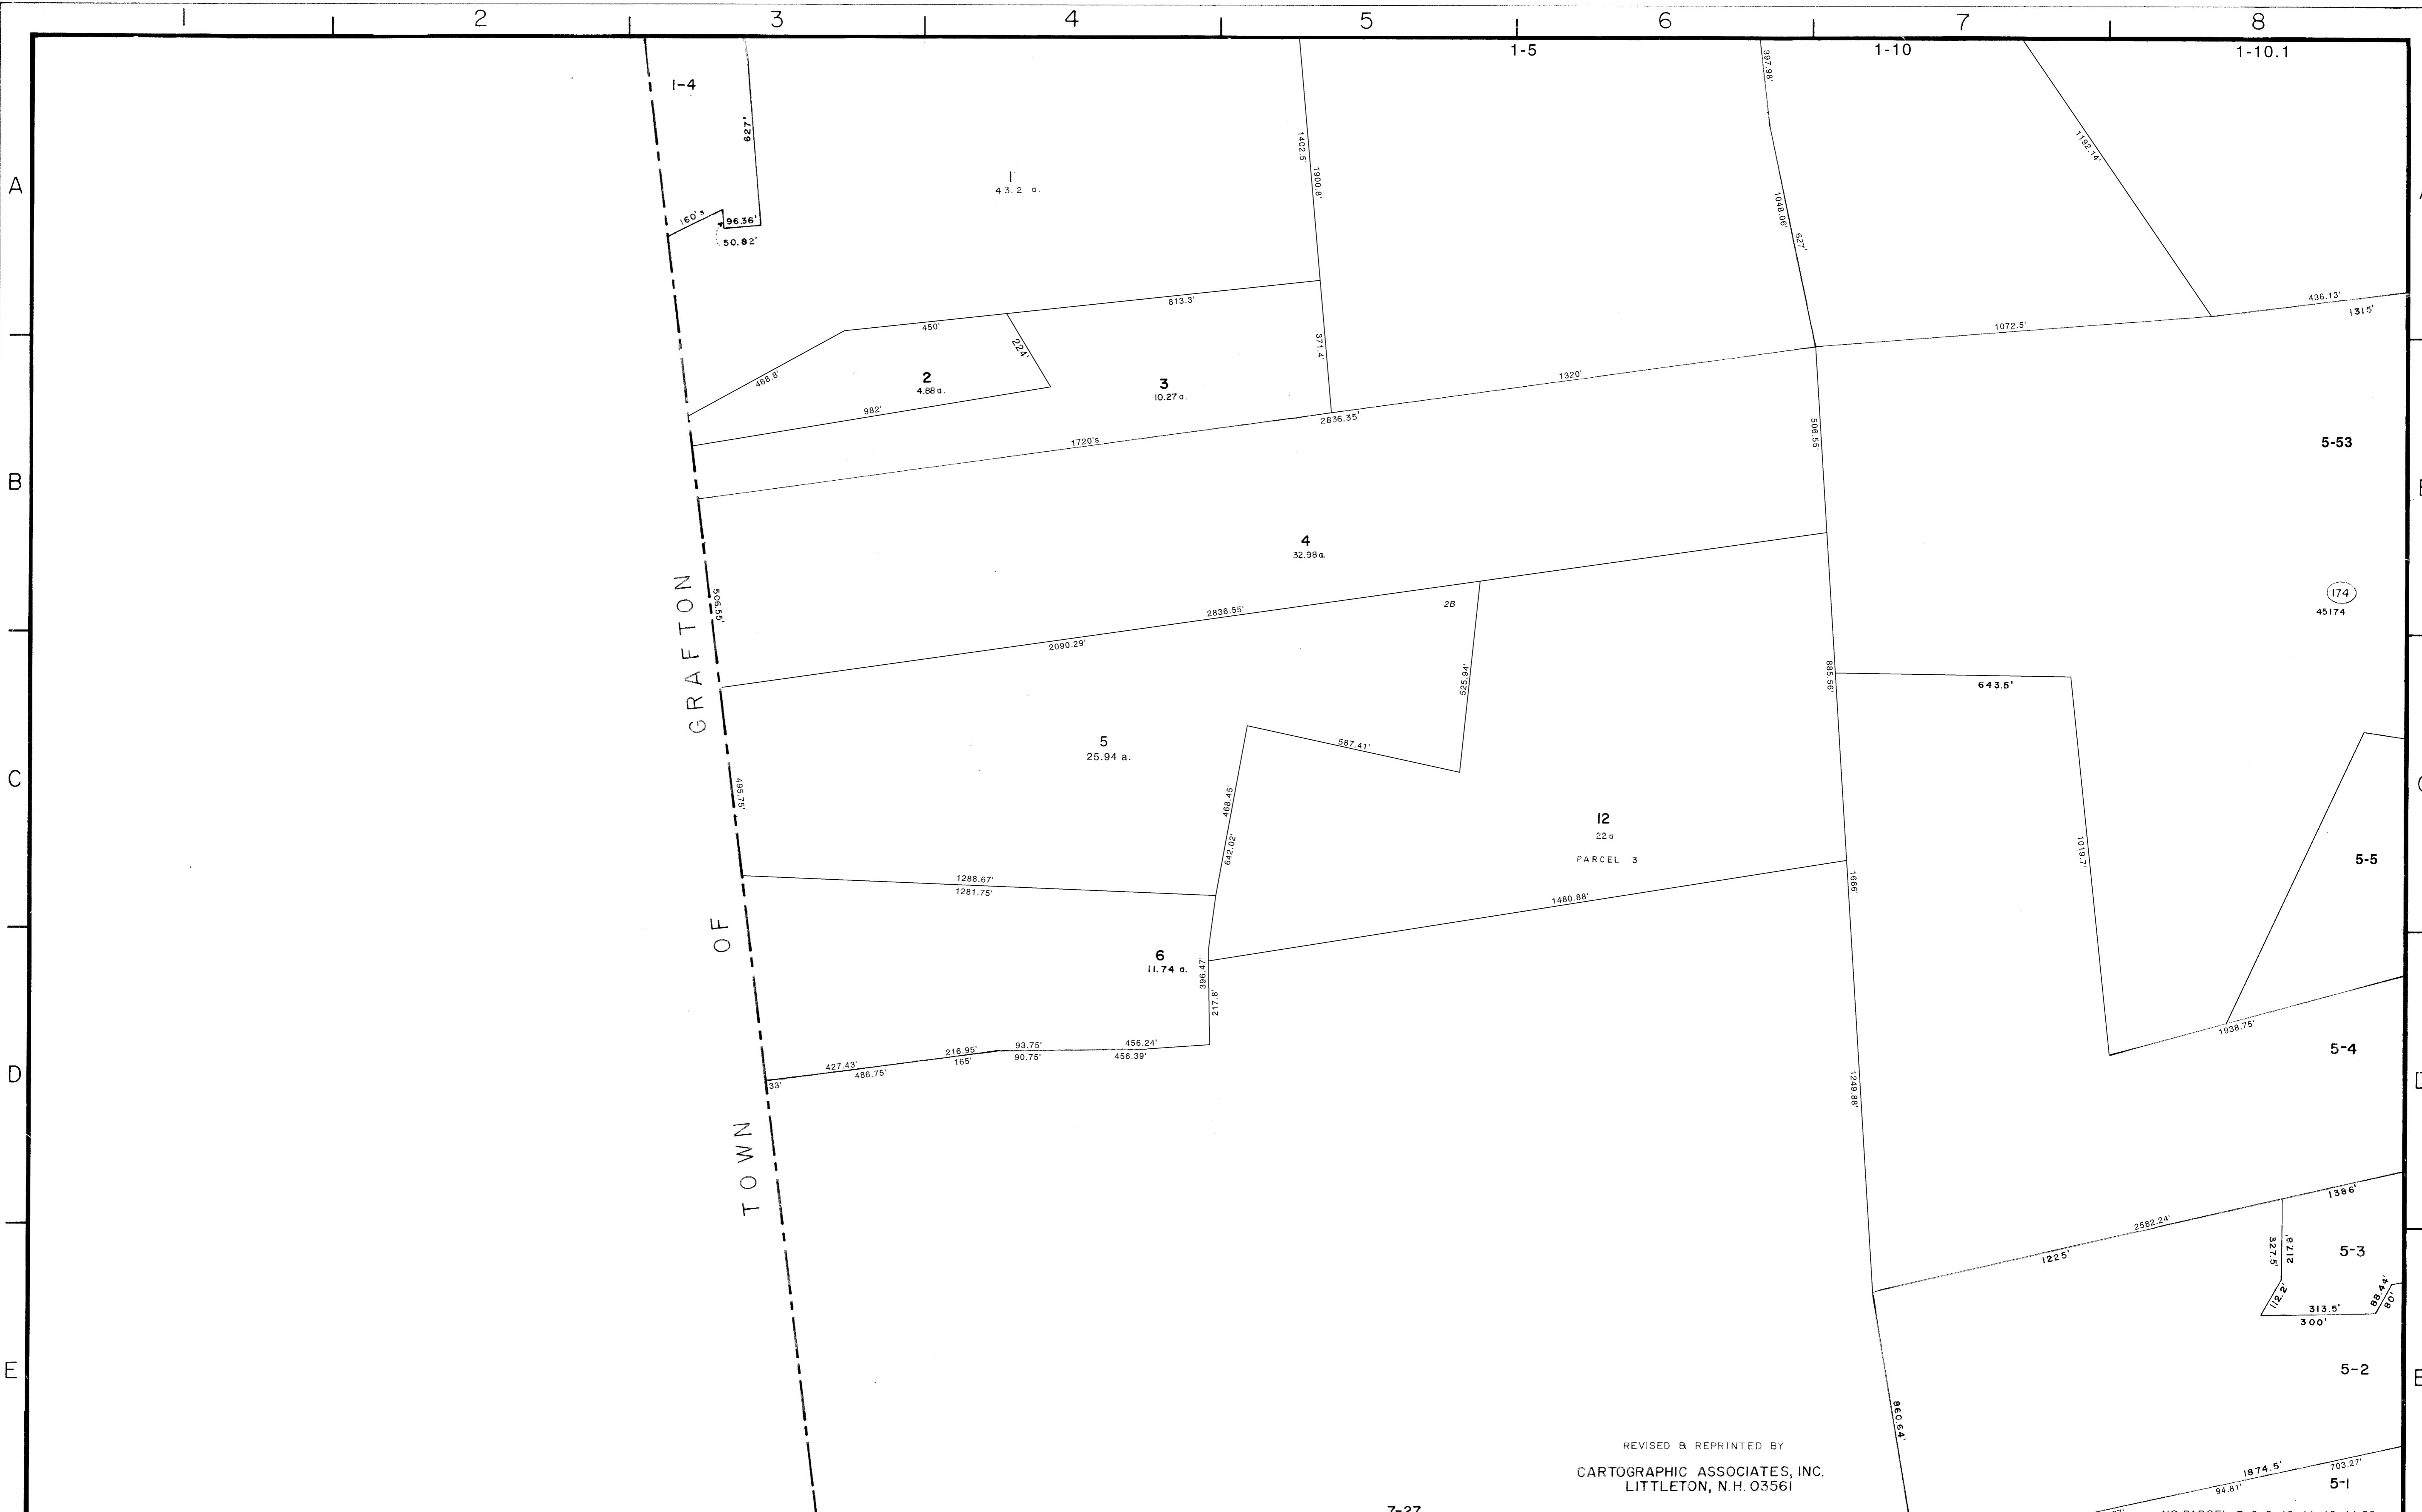 1 2 3 4 5 6 7 8
1-5 1-10 1-10.1
1-4
397.98'
627'
A
1402.5'
1192.14'
1
43.2 a.
1900.8'
1048.06'
627'
160's
96.36'
50.82'
813.3'
436.13'
1315'
450'
1072.5'
224'
371.4'
468.8'
2
4.88 a.
3
10.27 a.
1320'
982'
2836.35'
1720's
506.55'
5-53
B
4
32.98 a.
174
45174
506.55'
2836.55'
2B
2090.29'
885.56'
525.94'
643.5'
TOWN OF GRAFTON
5
25.94 a.
587.41'
C
495.75'
468.45'
642.02'
12
22 a
PARCEL 3
1019.7'
5-5
1288.67'
1281.75'
1666'
1480.88'
6
11.74 a.
396.47'
217.8'
1938.75'
5-4
427.43' 216.95' 93.75' 456.24'
33' 486.75' 165' 90.75' 456.39'
D
1249.88'
1386'
2582.24'
1225'
327.5'
212.8'
5-3
112.2'
313.5'
300'
88.44'
80'
5-2
E
860.64'
REVISED & REPRINTED BY
CARTOGRAPHIC ASSOCIATES, INC.
LITTLETON, N.H. 03561
1874.5'
703.27'
94.81'
5-1
7-27